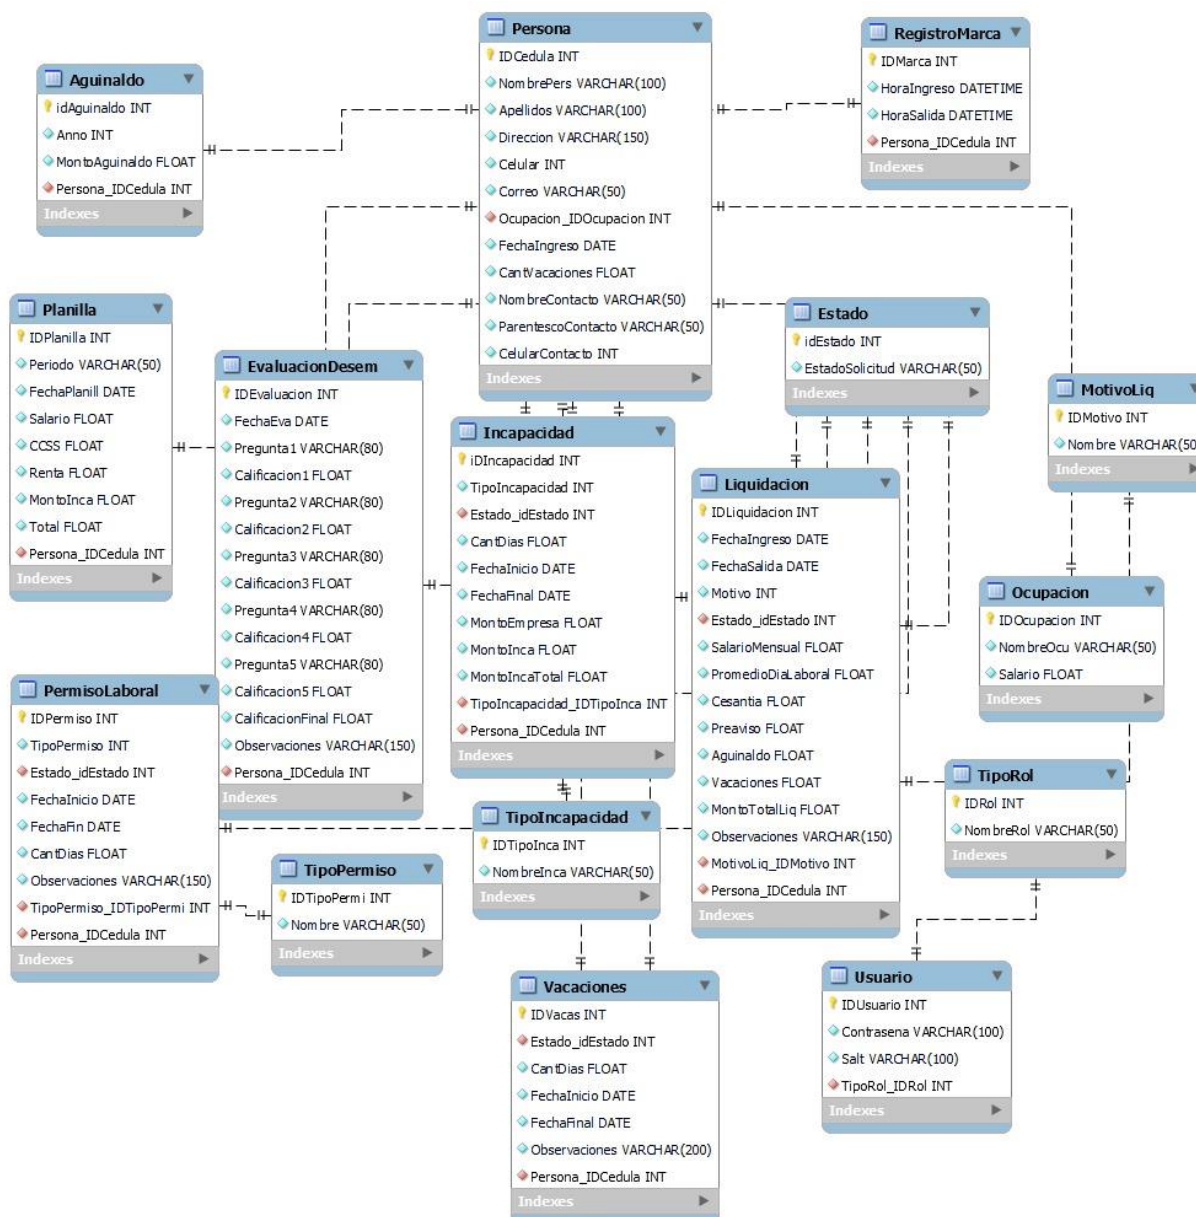 Persona
IDCedula INT
NombrePers VARCHAR(100)
Apellidos VARCHAR(100)
Direccion VARCHAR(150)
Celular INT
Correo VARCHAR(50)
Ocupacion_IDOcupacion INT
FechaIngreso DATE
CantVacaciones FLOAT
NombreContacto VARCHAR(50)
ParentescoContacto VARCHAR(50)
CelularContacto INT
Indexes
RegistroMarca
IDMarca INT
HoraIngreso DATETIME
HoraSalida DATETIME
Persona_IDCedula INT
Indexes
Aguinaldo
idAguinaldo INT
Anno INT
MontoAguinaldo FLOAT
Persona_IDCedula INT
Indexes
Planilla
IDPlanilla INT
Periodo VARCHAR(50)
FechaPlanill DATE
Salario FLOAT
CCSS FLOAT
Renta FLOAT
MontoInca FLOAT
Total FLOAT
Persona_IDCedula INT
Indexes
EvaluacionDesem
IDEvaluacion INT
FechaEva DATE
Pregunta1 VARCHAR(80)
Calificacion1 FLOAT
Pregunta2 VARCHAR(80)
Calificacion2 FLOAT
Pregunta3 VARCHAR(80)
Calificacion3 FLOAT
Pregunta4 VARCHAR(80)
Calificacion4 FLOAT
Pregunta5 VARCHAR(80)
Calificacion5 FLOAT
CalificacionFinal FLOAT
Observaciones VARCHAR(150)
Persona_IDCedula INT
Indexes
Estado
idEstado INT
EstadoSolicitud VARCHAR(50)
Indexes
MotivoLiq
IDMotivo INT
Nombre VARCHAR(50
Indexes
Incapacidad
iDIncapacidad INT
TipoIncapacidad INT
Estado_idEstado INT
CantDias FLOAT
FechaInicio DATE
FechaFinal DATE
MontoEmpresa FLOAT
MontoInca FLOAT
MontoIncaTotal FLOAT
TipoIncapacidad_IDTipoInca INT
Persona_IDCedula INT
Indexes
Liquidacion
IDLiquidacion INT
FechaIngreso DATE
FechaSalida DATE
Motivo INT
Estado_idEstado INT
SalarioMensual FLOAT
PromedioDiaLaboral FLOAT
Cesantia FLOAT
Preaviso FLOAT
Aguinaldo FLOAT
Vacaciones FLOAT
MontoTotalLiq FLOAT
Observaciones VARCHAR(150)
MotivoLiq_IDMotivo INT
Persona_IDCedula INT
Indexes
Ocupacion
IDOcupacion INT
NombreOcu VARCHAR(50)
Salario FLOAT
Indexes
PermisoLaboral
IDPermiso INT
TipoPermiso INT
Estado_idEstado INT
FechaInicio DATE
FechaFin DATE
CantDias FLOAT
Observaciones VARCHAR(150)
TipoPermiso_IDTipoPermi INT
Persona_IDCedula INT
Indexes
TipoPermiso
IDTipoPermi INT
Nombre VARCHAR(50)
Indexes
TipoIncapacidad
IDTipoInca INT
NombreInca VARCHAR(50)
Indexes
TipoRol
IDRol INT
NombreRol VARCHAR(50)
Indexes
Vacaciones
IDVacas INT
Estado_idEstado INT
CantDias FLOAT
FechaInicio DATE
FechaFinal DATE
Observaciones VARCHAR(200)
Persona_IDCedula INT
Indexes
Usuario
IDUsuario INT
Contrasena VARCHAR(100)
Salt VARCHAR(100)
TipoRol_IDRol INT
Indexes